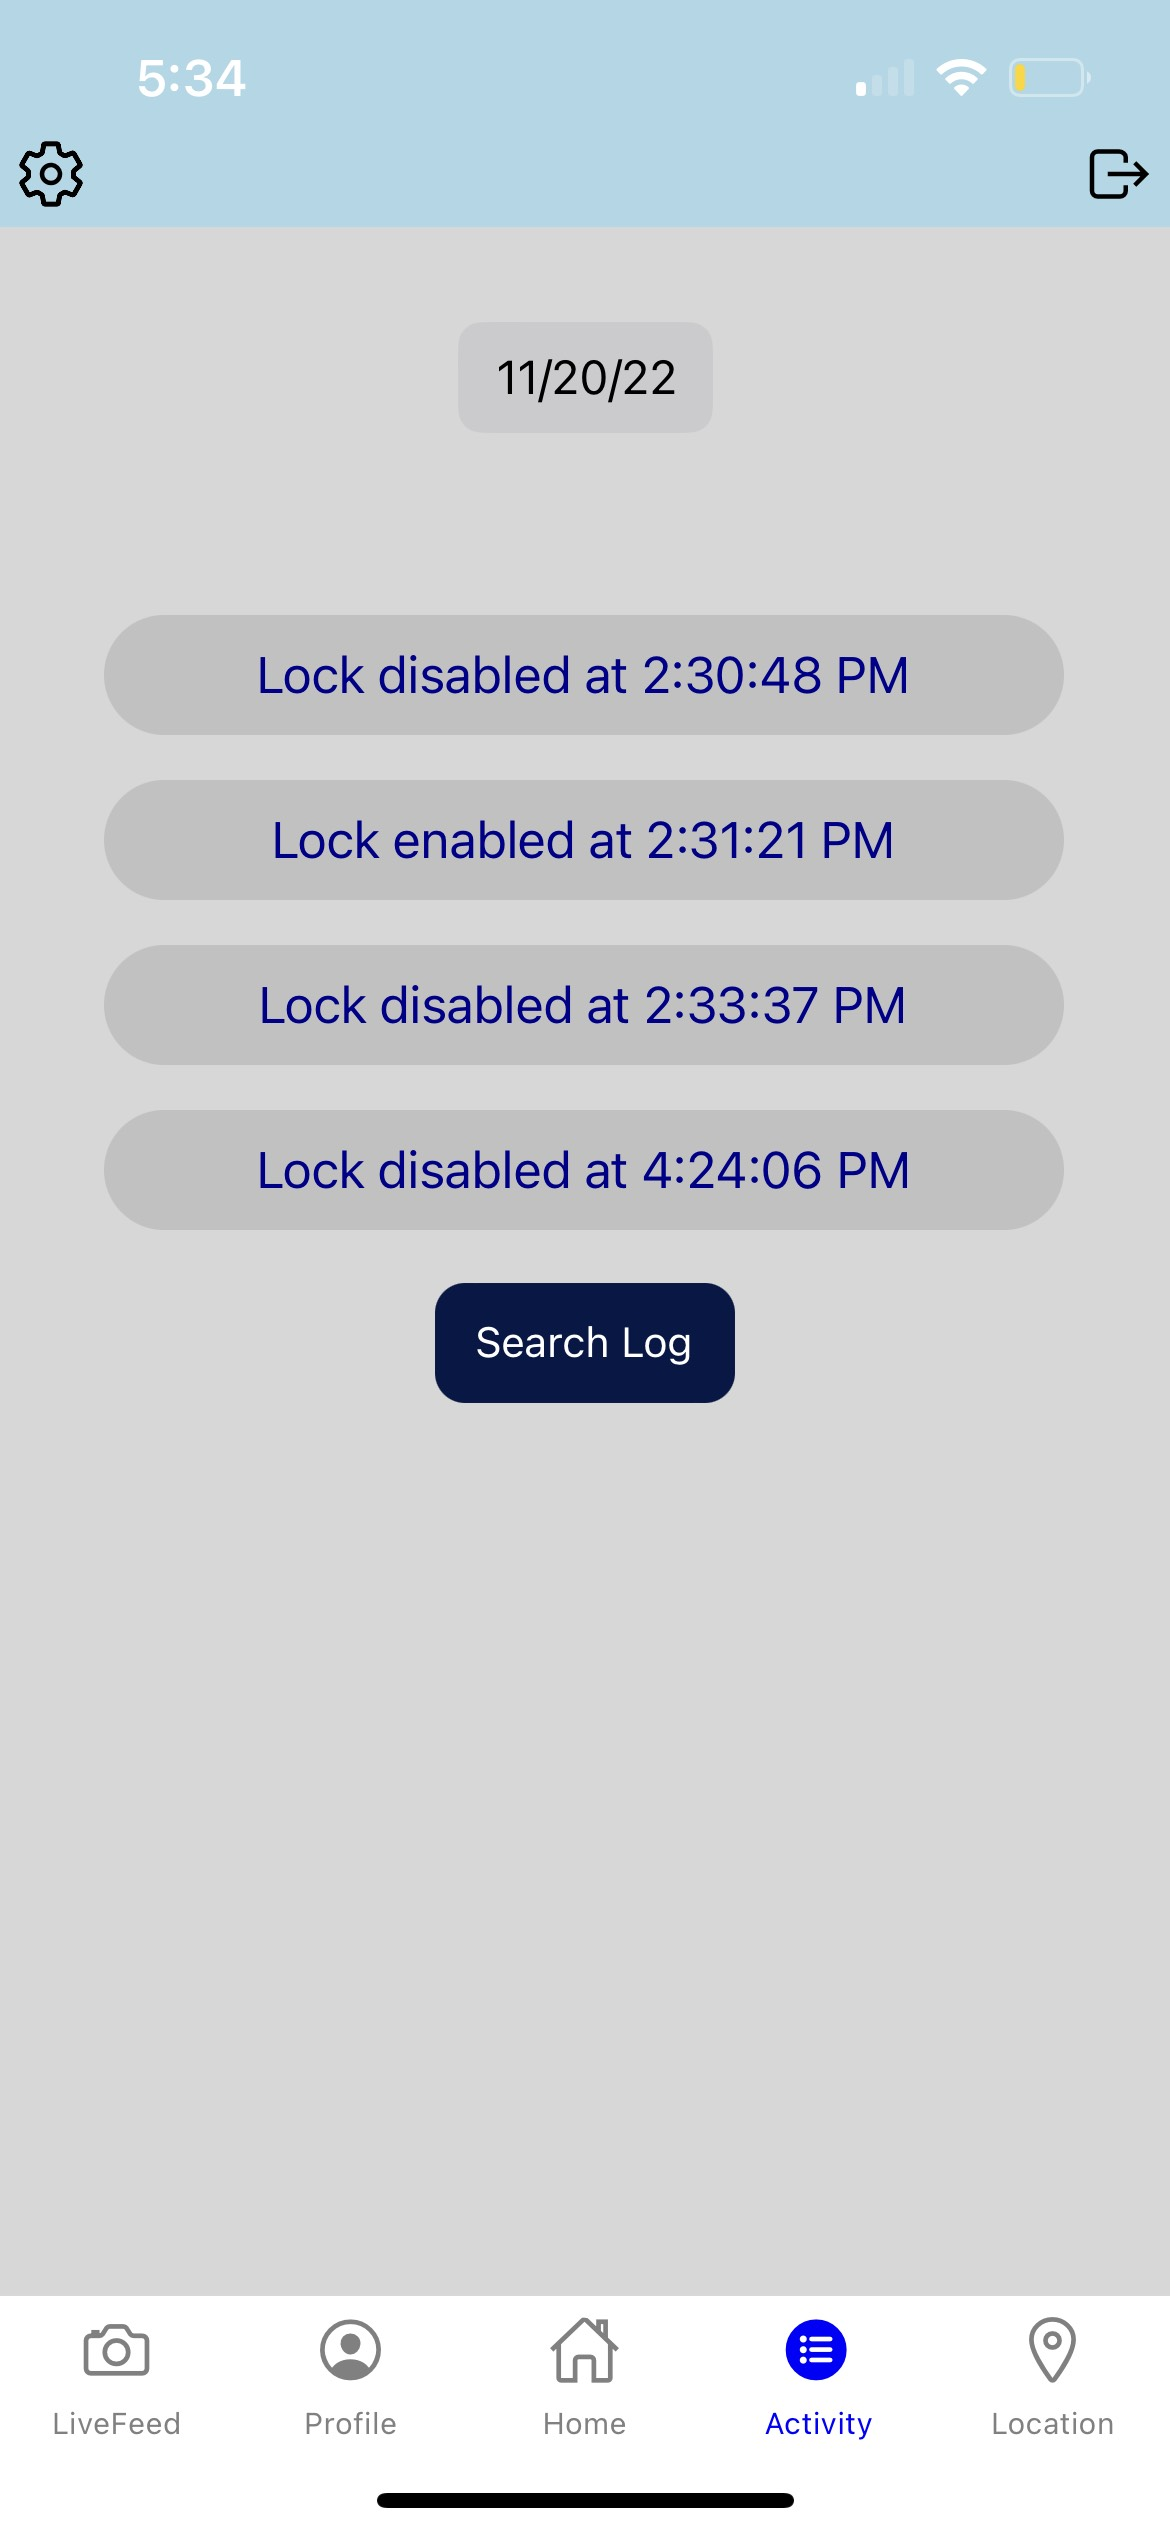 5:34
11/20/22
Lock disabled at 2:30:48 PM
Lock enabled at 2:31:21 PM
Lock disabled at 2:33:37 PM
Lock disabled at 4:24:06 PM
Search Log
LiveFeed Profile Home Activity Location